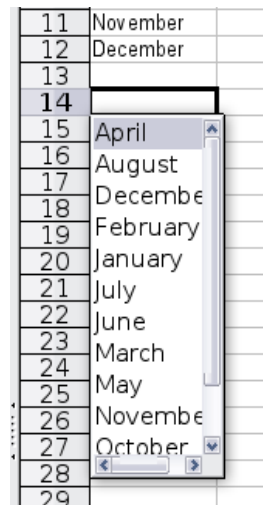 11 November
12 December
13
14
15 April
16 August
17 Decembe
18 February
19 January
20 July
21 June
22 March
23 May
24 Novembe
25 October
26
27
28
29